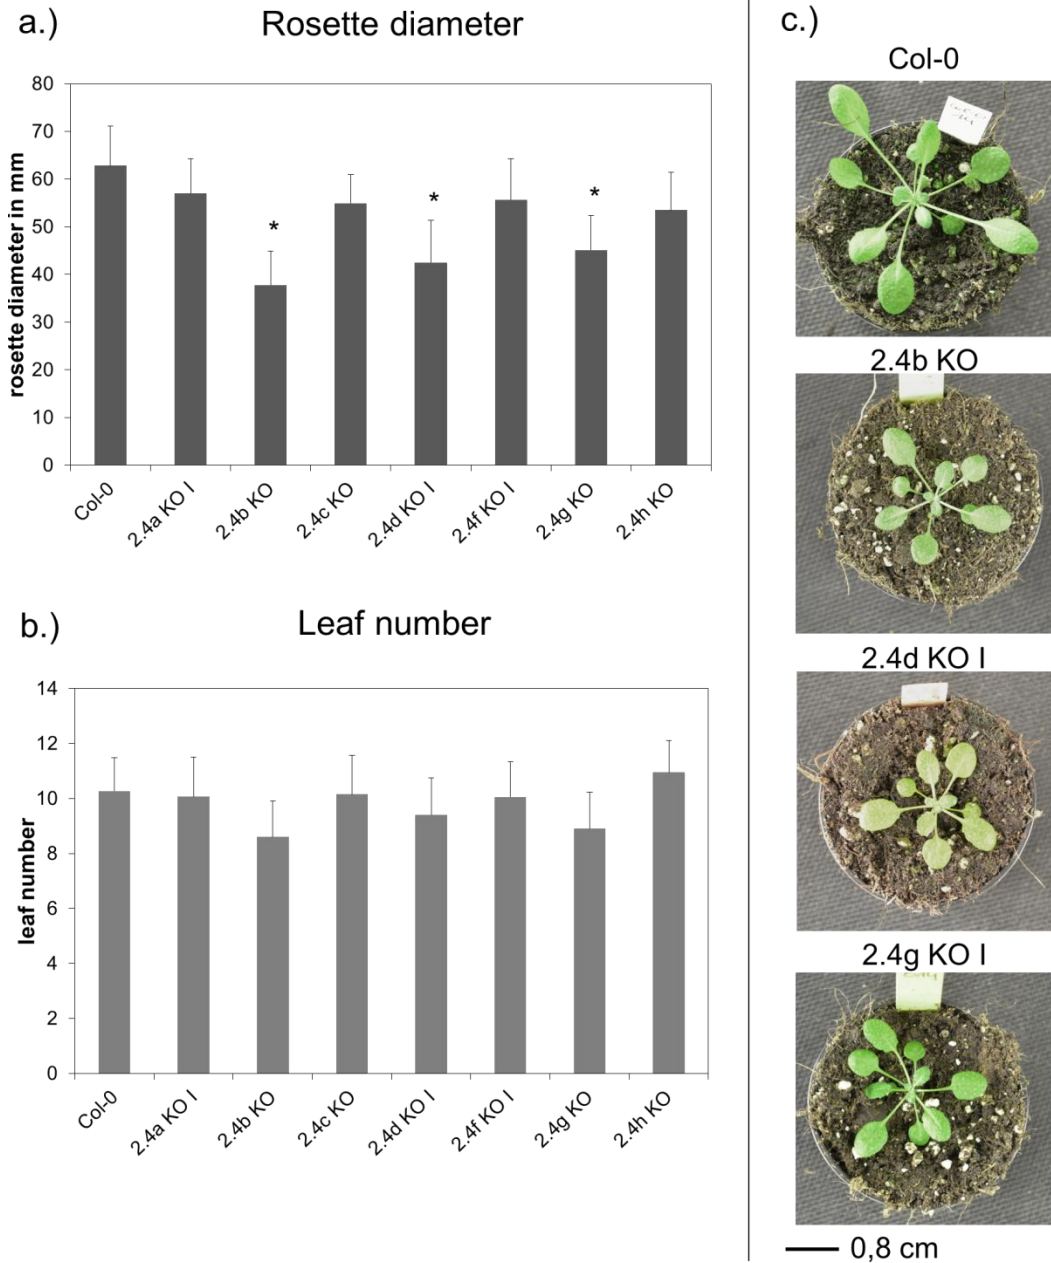 a.)
Rosette diameter
rosette diameter in mm
80
70
60
50
40
30
20
10
0
*
*
*
Col-0
2.4a KO I
2.4b KO
2.4c KO
2.4d KO I
2.4f KO I
2.4g KO
2.4h KO
b.)
Leaf number
leaf number
14
12
10
8
6
4
2
0
Col-0
2.4a KO I
2.4b KO
2.4c KO
2.4d KO I
2.4f KO I
2.4g KO
2.4h KO
c.)
Col-0
2.4b KO
2.4d KO I
2.4g KO I
0,8 cm